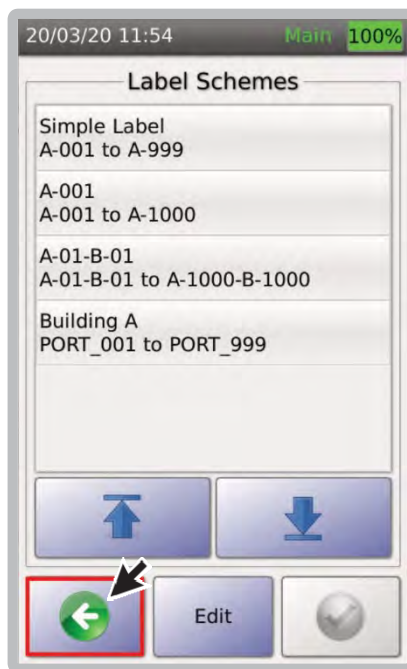 20/03/20 11:54 Main 100%
Label Schemes
Simple Label
A-001 to A-999
A-001
A-001 to A-1000
A-01-B-01
A-01-B-01 to A-1000-B-1000
Building A
PORT_001 to PORT_999
Edit